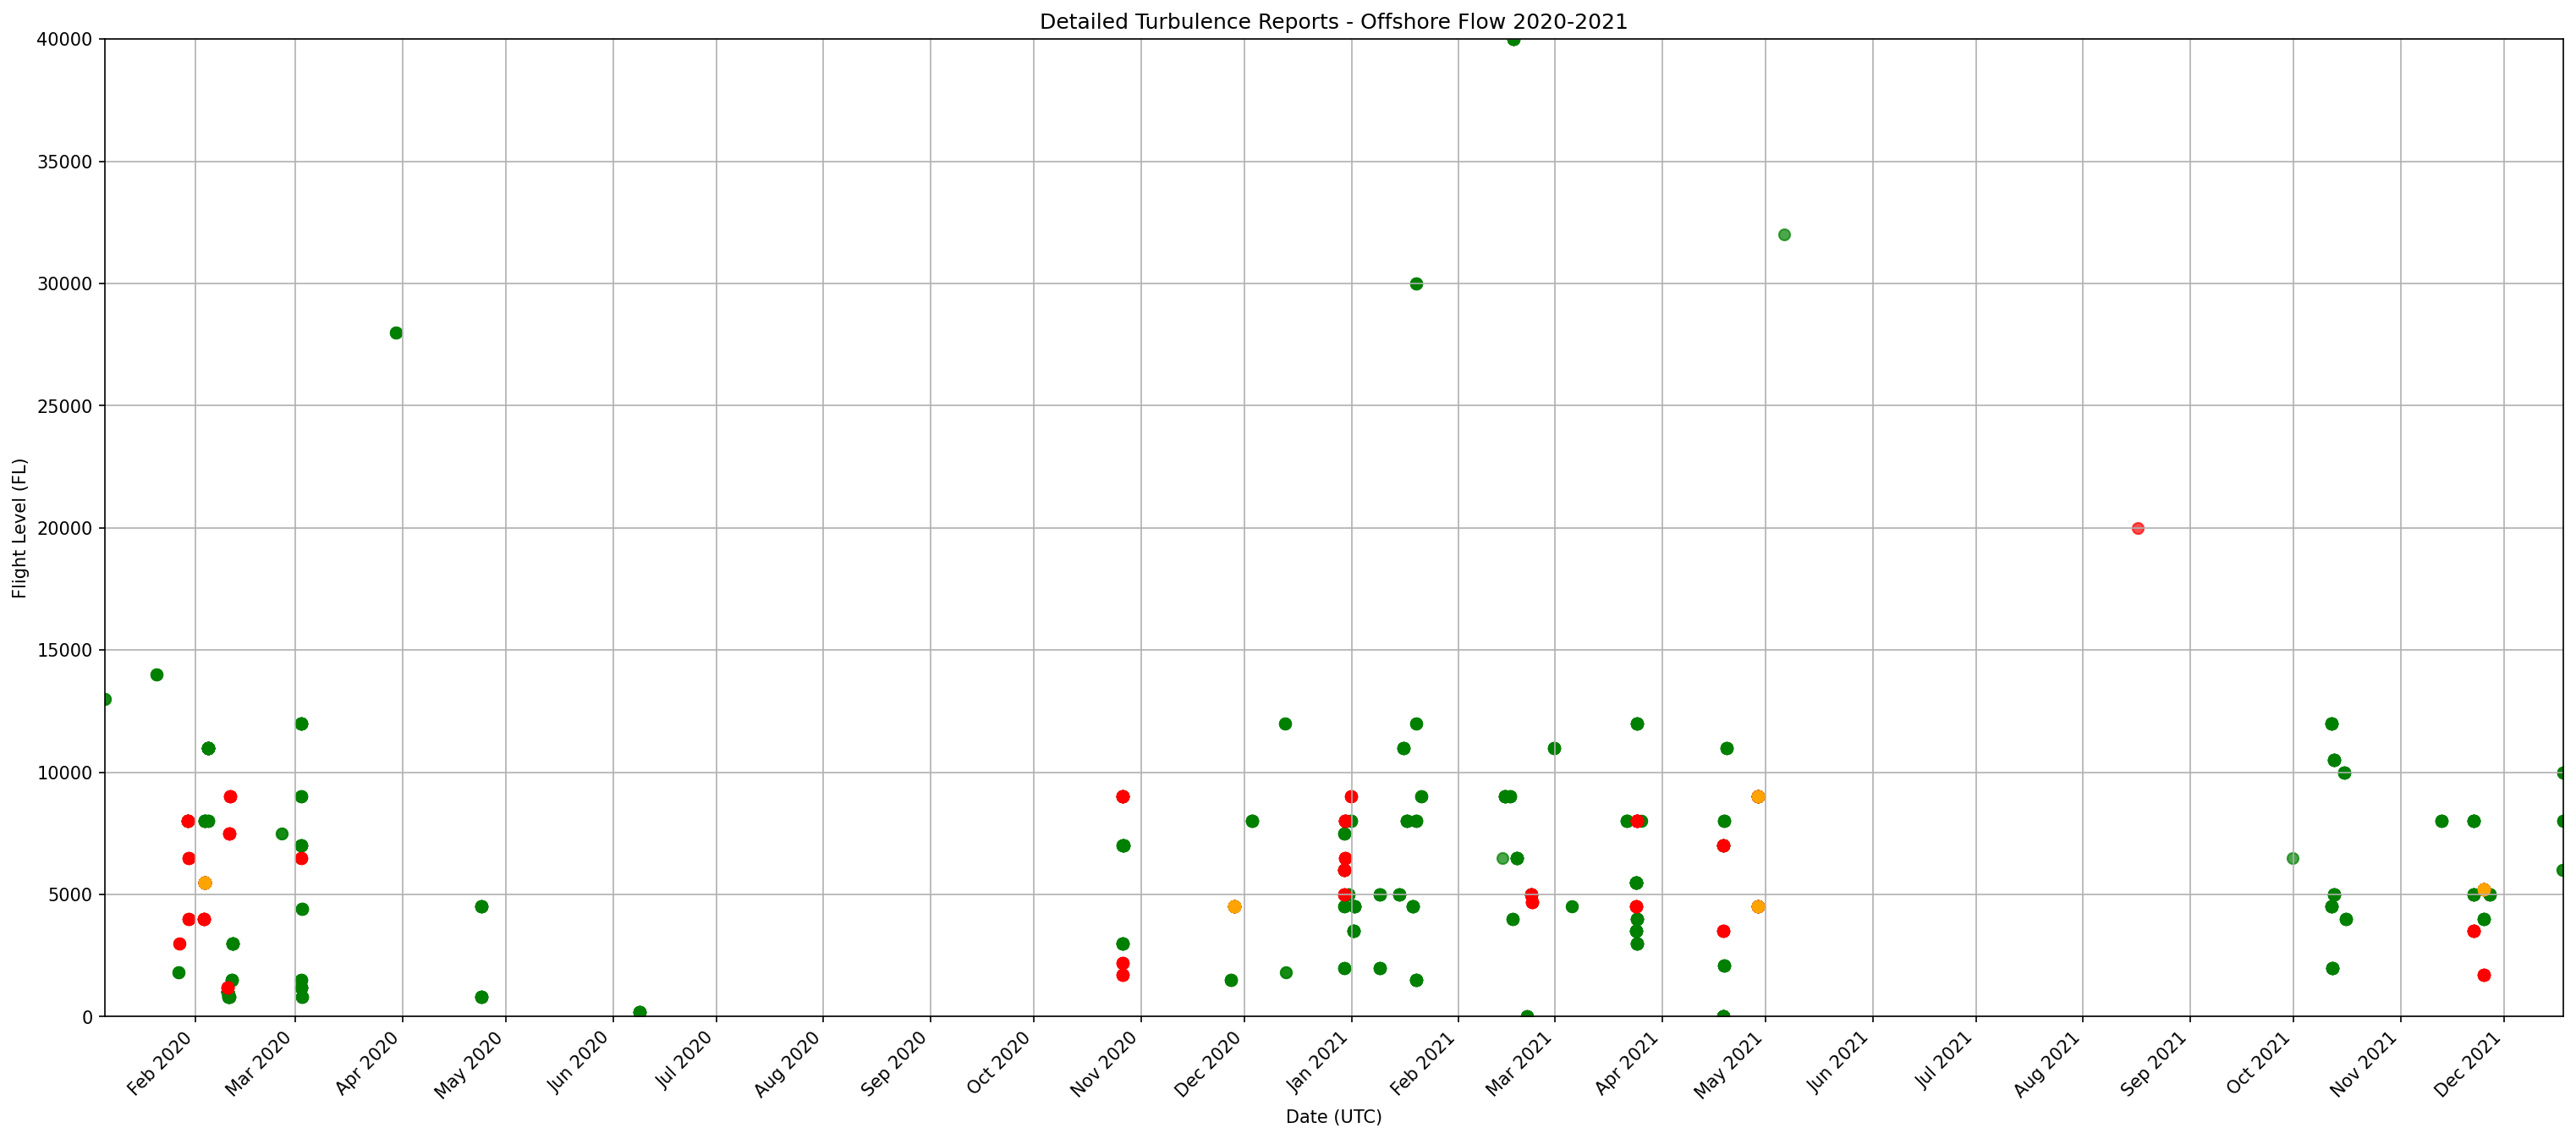 Detailed Turbulence Reports - Offshore Flow 2020-2021
40000
35000
30000
25000
20000
15000
10000
5000
0
Flight Level (FL)
Feb 2020
Mar 2020
Apr 2020
May 2020
Jun 2020
Jul 2020
Aug 2020
Sep 2020
Oct 2020
Nov 2020
Dec 2020
Jan 2021
Feb 2021
Mar 2021
Apr 2021
May 2021
Jun 2021
Jul 2021
Aug 2021
Sep 2021
Oct 2021
Nov 2021
Dec 2021
Date (UTC)